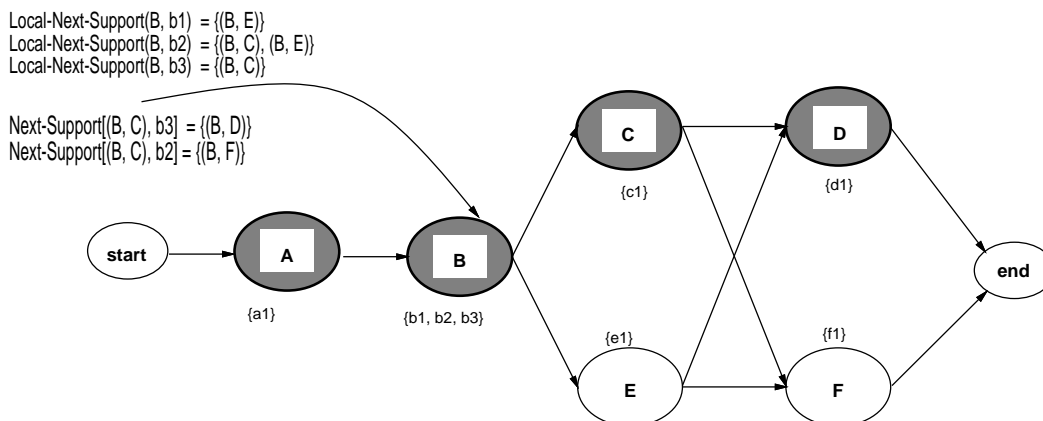 Local-Next-Support(B, b1) = {(B, E)}
Local-Next-Support(B, b2) = {(B, C), (B, E)}
Local-Next-Support(B, b3) = {(B, C)}
Next-Support[(B, C), b3] = {(B, D)}
Next-Support[(B, C), b2] = {(B, F)}
C
D
{c1}
{d1}
start
A
B
end
{a1}
{b1, b2, b3}
{e1}
{f1}
E
F